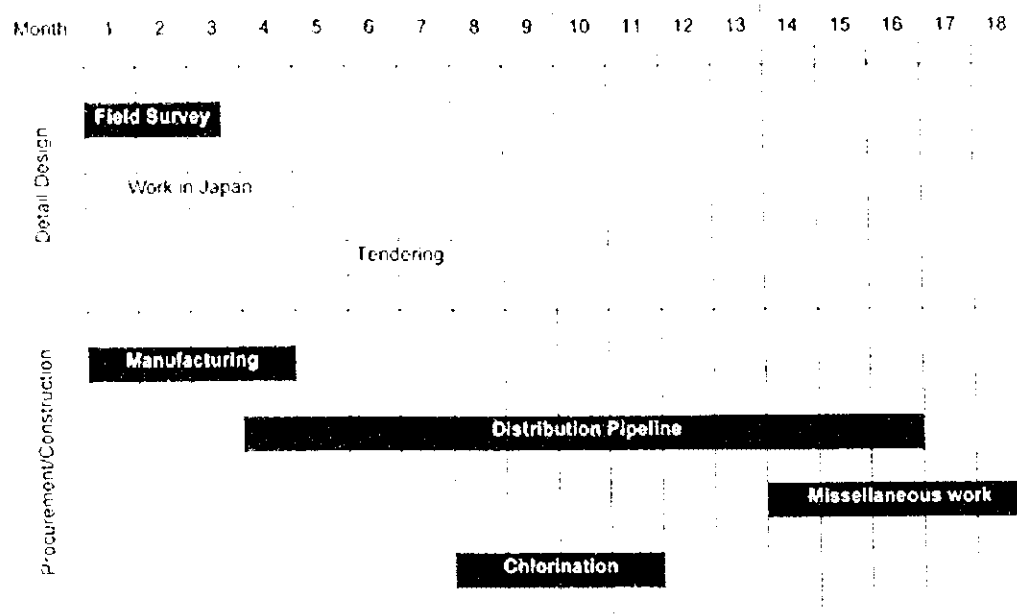 Month 1 2 3 4 5 6 7 8 9 10 11 12 13 14 15 16 17 18
Detail Design
Field Survey
Work in Japan
Tendering
Procurement/Construction
Manufacturing
Distribution Pipeline
Missellaneous work
Chlorination